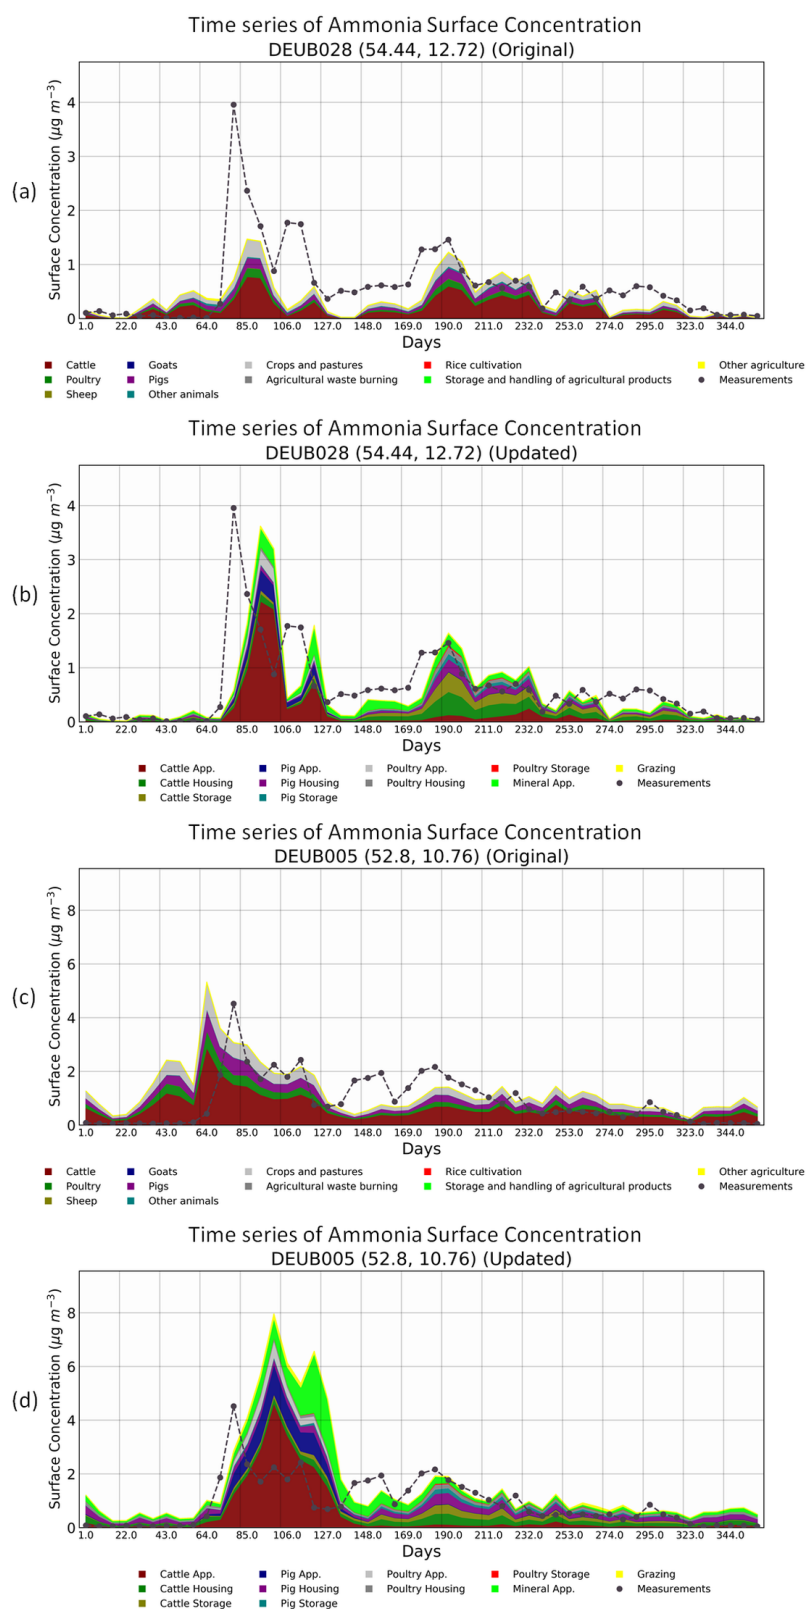 Time series of Ammonia Surface Concentration
DEUB028 (54.44, 12.72) (Original)
(a)
Surface Concentration (μg m⁻³)
4
3
2
1
0
1.0 22.0 43.0 64.0 85.0 106.0 127.0 148.0 169.0 190.0 211.0 232.0 253.0 274.0 295.0 323.0 344.0
Days
Cattle Goats Crops and pastures Rice cultivation Other agriculture
Poultry Pigs Agricultural waste burning Storage and handling of agricultural products Measurements
Sheep Other animals
Time series of Ammonia Surface Concentration
DEUB028 (54.44, 12.72) (Updated)
(b)
Surface Concentration (μg m⁻³)
4
3
2
1
0
1.0 22.0 43.0 64.0 85.0 106.0 127.0 148.0 169.0 190.0 211.0 232.0 253.0 274.0 295.0 323.0 344.0
Days
Cattle App. Pig App. Poultry App. Poultry Storage Grazing
Cattle Housing Pig Housing Poultry Housing Mineral App. Measurements
Cattle Storage Pig Storage
Time series of Ammonia Surface Concentration
DEUB005 (52.8, 10.76) (Original)
(c)
Surface Concentration (μg m⁻³)
8
6
4
2
0
1.0 22.0 43.0 64.0 85.0 106.0 127.0 148.0 169.0 190.0 211.0 232.0 253.0 274.0 295.0 323.0 344.0
Days
Cattle Goats Crops and pastures Rice cultivation Other agriculture
Poultry Pigs Agricultural waste burning Storage and handling of agricultural products Measurements
Sheep Other animals
Time series of Ammonia Surface Concentration
DEUB005 (52.8, 10.76) (Updated)
(d)
Surface Concentration (μg m⁻³)
8
6
4
2
0
1.0 22.0 43.0 64.0 85.0 106.0 127.0 148.0 169.0 190.0 211.0 232.0 253.0 274.0 295.0 323.0 344.0
Days
Cattle App. Pig App. Poultry App. Poultry Storage Grazing
Cattle Housing Pig Housing Poultry Housing Mineral App. Measurements
Cattle Storage Pig Storage